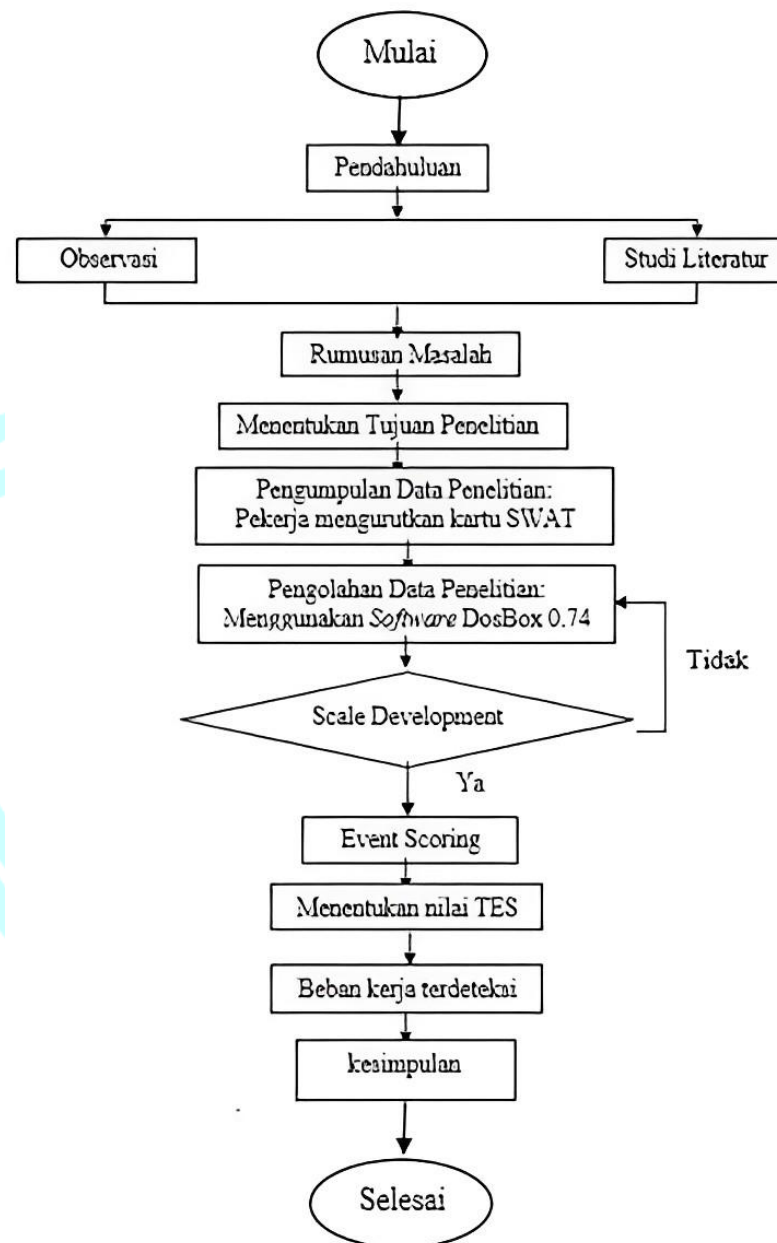 Mulai
Pendahuluan
Observasi
Studi Literatur
Rumusan Masalah
Menentukan Tujuan Penelitian
Pengumpulan Data Penelitian:
Pekerja mengurutkan kartu SWAT
Pengolahan Data Penelitian:
Menggunakan Software DosBox 0.74
Tidak
Scale Development
Ya
Event Scoring
Menentukan nilai TES
Beban kerja terdeteksi
kesimpulan
Selesai